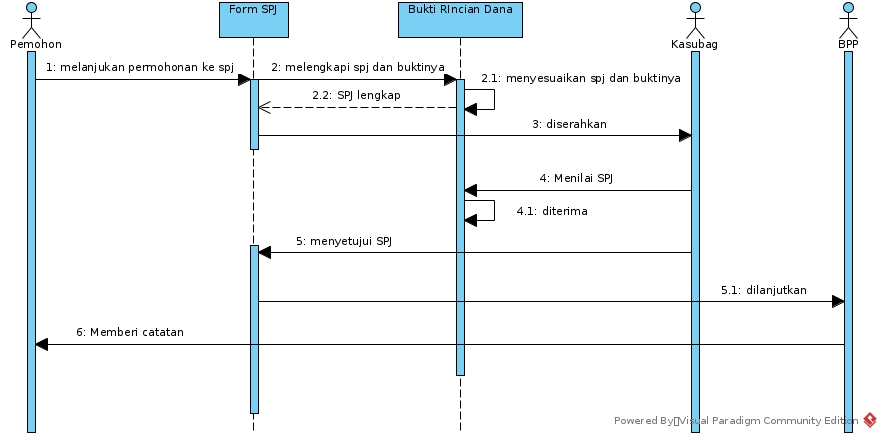 Form SPJ
Bukti RIncian Dana
Pemohon
Kasubag
BPP
1: melanjukan permohonan ke spj
2: melengkapi spj dan buktinya
2.1: menyesuaikan spj dan buktinya
2.2: SPJ lengkap
3: diserahkan
4: Menilai SPJ
4.1: diterima
5: menyetujui SPJ
5.1: dilanjutkan
6: Memberi catatan
Powered By▯Visual Paradigm Community Edition